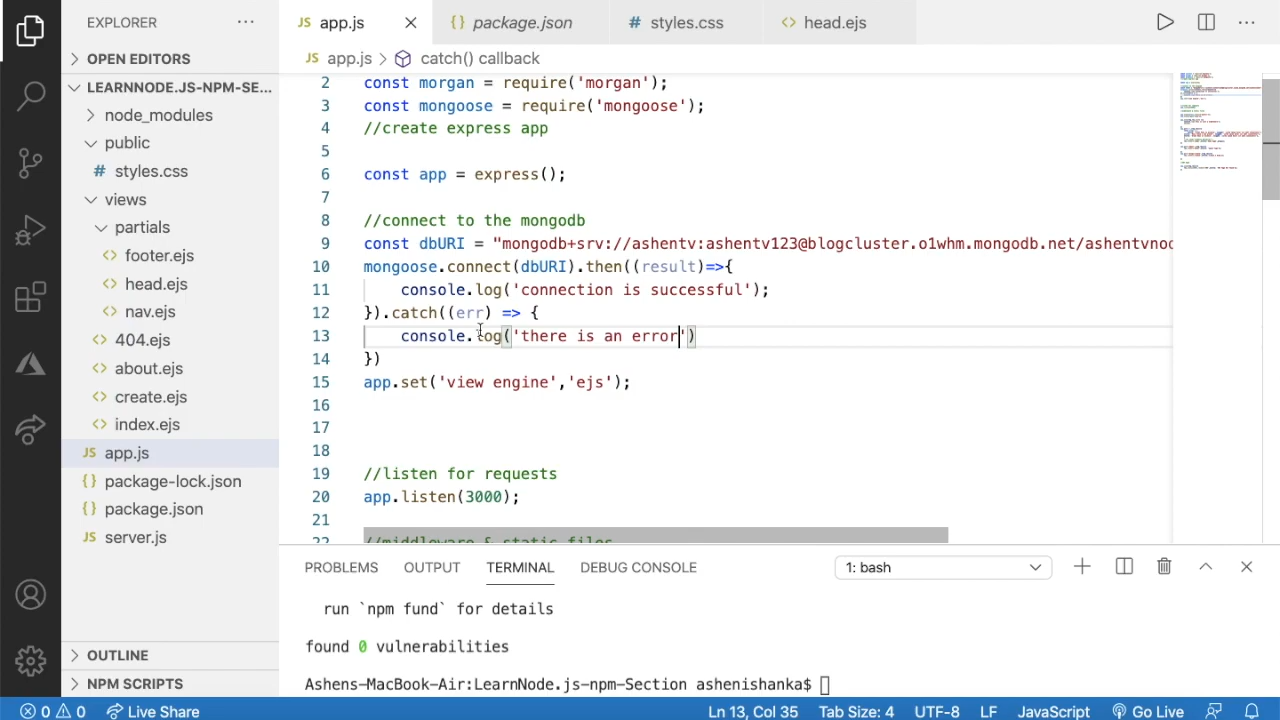 EXPLORER
JS app.js
{} package.json
# styles.css
<> head.ejs
OPEN EDITORS
JS app.js > catch() callback
LEARNNODE.JS-NPM-SE...
node_modules
public
# styles.css
views
partials
<> footer.ejs
<> head.ejs
<> nav.ejs
<> 404.ejs
<> about.ejs
<> create.ejs
<> index.ejs
JS app.js
{} package-lock.json
{} package.json
JS server.js
OUTLINE
NPM SCRIPTS
2 const morgan = require('morgan');
3 const mongoose = require('mongoose');
4 //create express app
5
6 const app = express();
7
8 //connect to the mongodb
9 const dbURI = "mongodb+srv://ashentv:ashentv123@blogcluster.o1whm.mongodb.net/ashentvnod
10 mongoose.connect(dbURI).then((result)=>{
11 console.log('connection is successful');
12 }).catch((err) => {
13 console.log('there is an error')
14 })
15 app.set('view engine','ejs');
16
17
18
19 //listen for requests
20 app.listen(3000);
21
22 //middleware & static files
PROBLEMS OUTPUT TERMINAL DEBUG CONSOLE
1: bash
run `npm fund` for details
found 0 vulnerabilities
Ashens-MacBook-Air:LearnNode.js-npm-Section ashenishanka$
0 0 Live Share
Ln 13, Col 35 Tab Size: 4 UTF-8 LF JavaScript Go Live